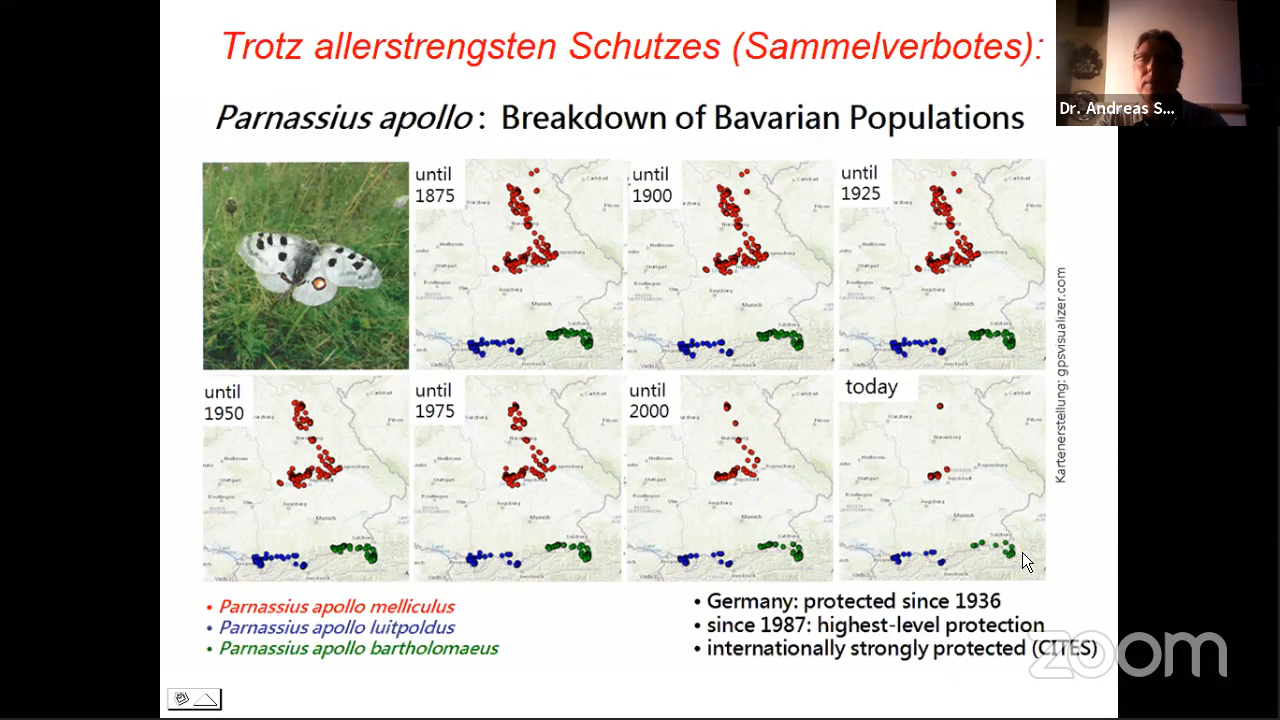 Trotz allerstrengsten Schutzes (Sammelverbotes):
Dr. Andreas S...
Parnassius apollo: Breakdown of Bavarian Populations
until
1875
until
1900
until
1925
until
1950
until
1975
until
2000
today
Kartenerstellung: gpsvisualizer.com
• Parnassius apollo melliculus
• Parnassius apollo luitpoldus
• Parnassius apollo bartholomaeus
• Germany: protected since 1936
• since 1987: highest-level protection
• internationally strongly protected (CITES)
zoom